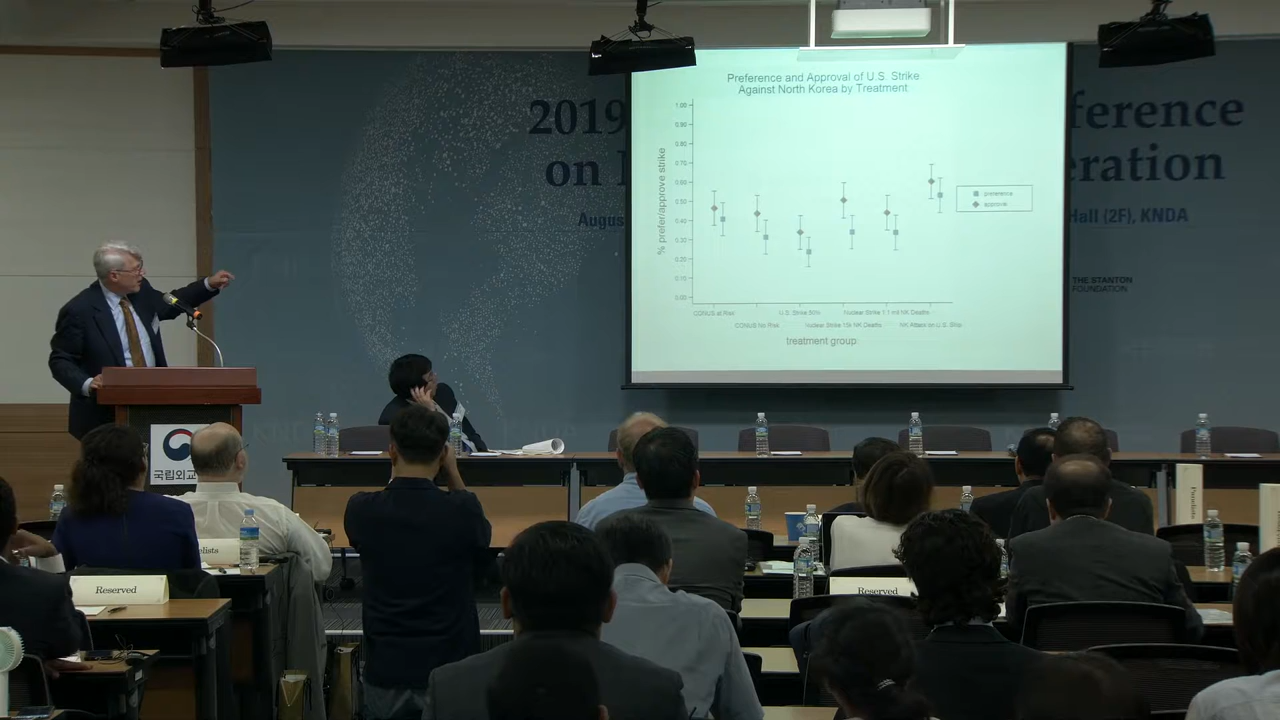 2019
ference
on
eration
Augus
Hall (2F), KNDA
THE STANTON
FOUNDATION
Preference and Approval of U.S. Strike
Against North Korea by Treatment
% prefer/approve strike
1.00
0.90
0.80
0.70
0.60
0.50
0.40
0.30
0.20
0.10
0.00
preference
approval
CONUS at Risk
U.S. Strike 50%
Nuclear Strike 1.1 mil NK Deaths
CONUS No Risk
Nuclear Strike 15k NK Deaths
NK Attack on U.S. Ship
treatment group
국립외교
elists
Reserved
Reserved
Panelists